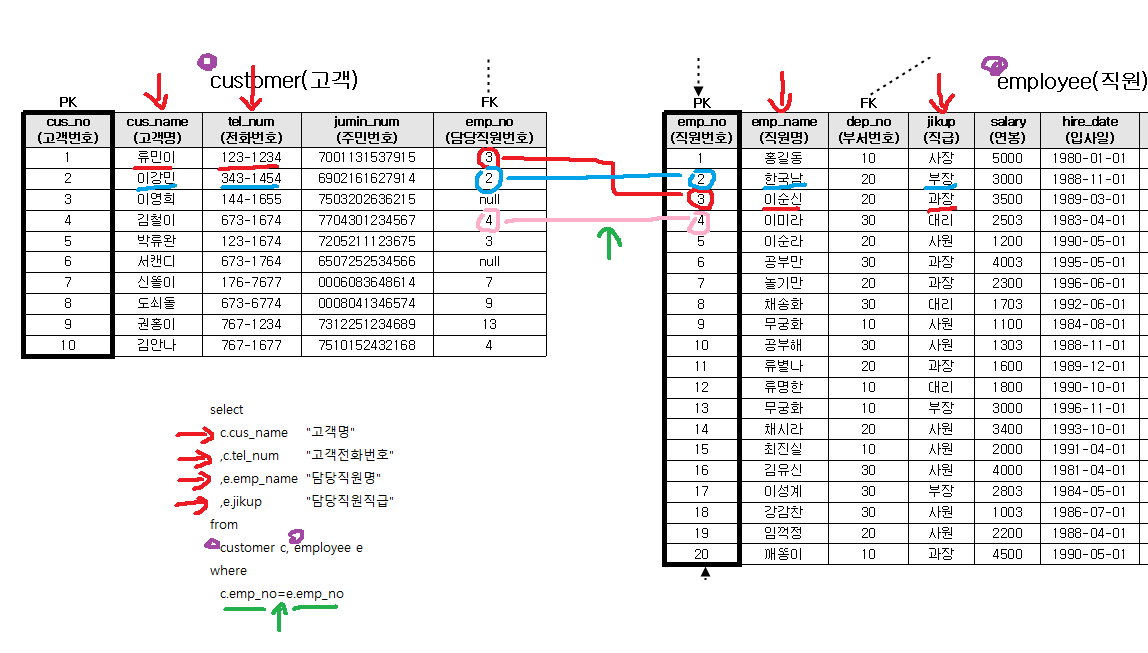 customer(고객)
employee(직원)
PK FK
cus_no cus_name tel_num jumin_num emp_no
(고객번호) (고객명) (전화번호) (주민번호) (담당직원번호)
1 류민이 123-1234 7001131537915 3
2 이강민 343-1454 6902161627914 2
3 이영희 144-1655 7503202636215 null
4 김철이 673-1674 7704301234567 4
5 박류완 123-1674 7205211123675 3
6 서캔디 673-1764 6507252534566 null
7 신똘이 176-7677 0006083648614 7
8 도쇠돌 673-6774 0008041346574 9
9 권홍이 767-1234 7312251234689 13
10 김안나 767-1677 7510152432168 4
PK FK
emp_no emp_name dep_no jikup salary hire_date
(직원번호) (직원명) (부서번호) (직급) (연봉) (입사일)
1 홍길동 10 사장 5000 1980-01-01
2 한국남 20 부장 3000 1988-11-01
3 이순신 20 과장 3500 1989-03-01
4 이미라 30 대리 2503 1983-04-01
5 이순라 20 사원 1200 1990-05-01
6 공부만 30 과장 4003 1995-05-01
7 놀기만 20 과장 2300 1996-06-01
8 채송화 30 대리 1703 1992-06-01
9 무궁화 10 사원 1100 1984-08-01
10 공부해 30 사원 1303 1988-11-01
11 류별나 20 과장 1600 1989-12-01
12 류명한 10 대리 1800 1990-10-01
13 무궁화 10 부장 3000 1996-11-01
14 채시라 20 사원 3400 1993-10-01
15 최진실 10 사원 2000 1991-04-01
16 김유신 30 사원 4000 1981-04-01
17 이성계 30 부장 2803 1984-05-01
18 강감찬 30 사원 1003 1986-07-01
19 임꺽정 20 사원 2200 1988-04-01
20 깨똥이 10 과장 4500 1990-05-01
select
c.cus_name "고객명"
,c.tel_num "고객전화번호"
,e.emp_name "담당직원명"
,e.jikup "담당직원직급"
from
customer c, employee e
where
c.emp_no=e.emp_no